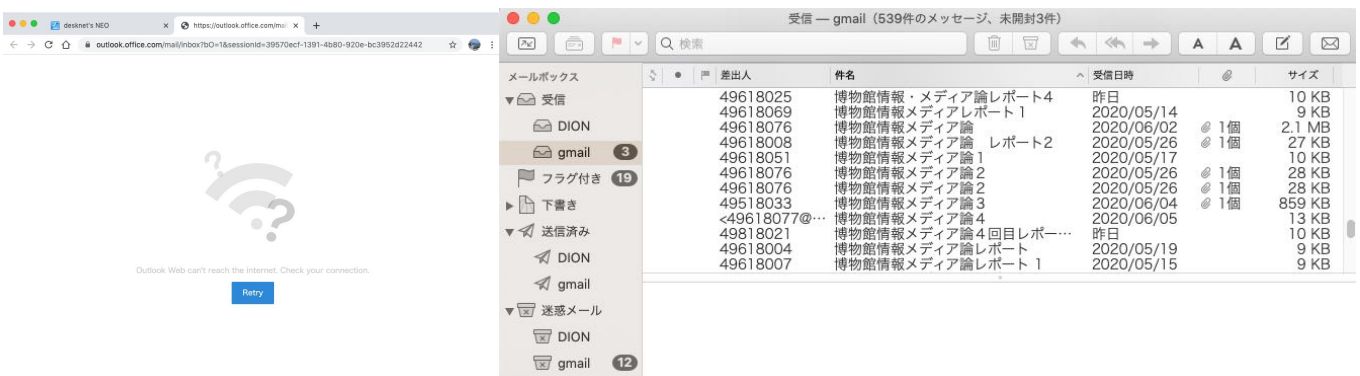 desknet's NEO
https://outlook.office.com/mai
outlook.office.com/mail/inbox?bO=1&sessionId=39570ecf-1391-4b80-920e-bc3952d22442
Outlook Web can't reach the internet. Check your connection.
Retry
受信 — gmail（539件のメッセージ、未開封3件）
検索
メールボックス
受信
DION
gmail 3
フラグ付き 19
下書き
送信済み
DION
gmail
迷惑メール
DION
gmail 12
差出人 件名 受信日時 サイズ
49618025 博物館情報・メディア論レポート4 昨日 10 KB
49618069 博物館情報メディアレポート1 2020/05/14 9 KB
49618076 博物館情報メディア論 2020/06/02 1個 2.1 MB
49618008 博物館情報メディア論　レポート2 2020/05/26 1個 27 KB
49618051 博物館情報メディア論1 2020/05/17 10 KB
49618076 博物館情報メディア論2 2020/05/26 1個 28 KB
49618076 博物館情報メディア論2 2020/05/26 1個 28 KB
49518033 博物館情報メディア論3 2020/06/04 1個 859 KB
<49618077@… 博物館情報メディア論4 2020/06/05 13 KB
49818021 博物館情報メディア論4回目レポー… 昨日 10 KB
49618004 博物館情報メディア論レポート 2020/05/19 9 KB
49618007 博物館情報メディア論レポート 1 2020/05/15 9 KB